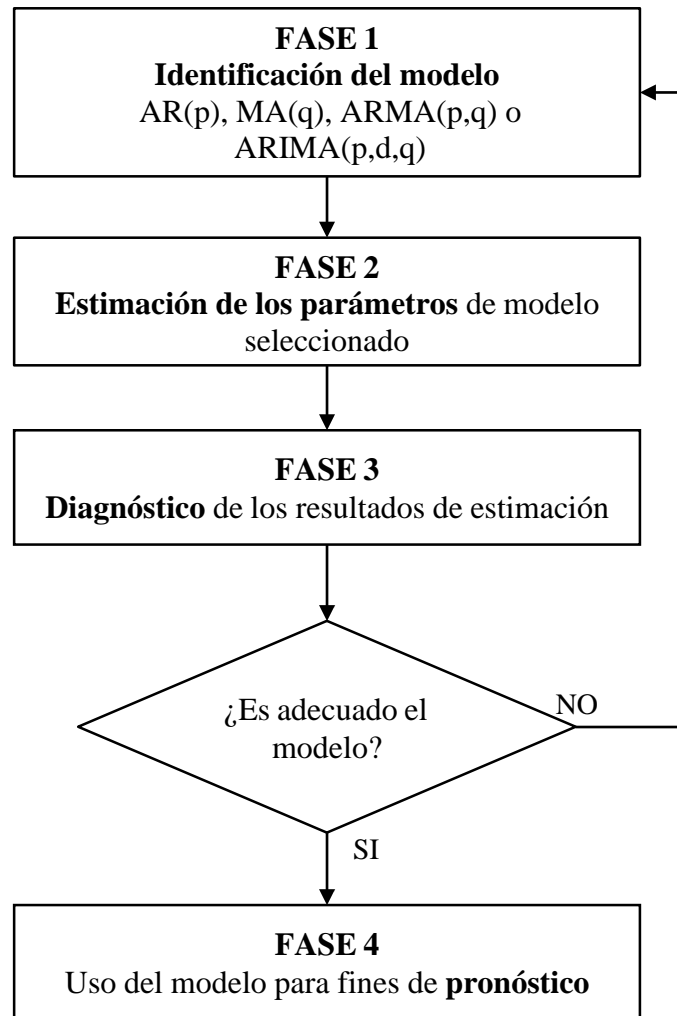 FASE 1
Identificación del modelo
AR(p), MA(q), ARMA(p,q) o
ARIMA(p,d,q)
FASE 2
Estimación de los parámetros de modelo
seleccionado
FASE 3
Diagnóstico de los resultados de estimación
¿Es adecuado el
modelo?
NO
SI
FASE 4
Uso del modelo para fines de pronóstico